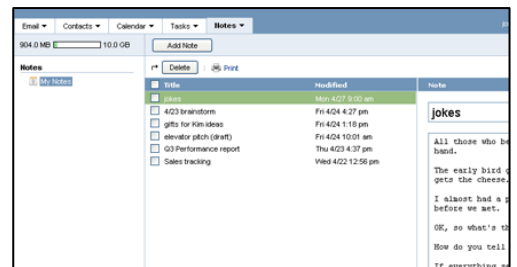 Email Contacts Calendar Tasks Notes
904.0 MB 10.0 GB Add Note
Notes Delete Print
My Notes
Title Modified Note
jokes Mon 4/27 9:00 am
4/23 brainstorm Fri 4/24 4:27 pm
gifts for Kim ideas Fri 4/24 1:18 pm
elevator pitch (draft) Fri 4/24 10:01 am
Q3 Performance report Thu 4/23 4:37 pm
Sales tracking Wed 4/22 12:56 pm
jokes
All those who be
hand.
The early bird
gets the cheese.
I almost had a
before we met.
OK, so what's
How do you tell
If everything